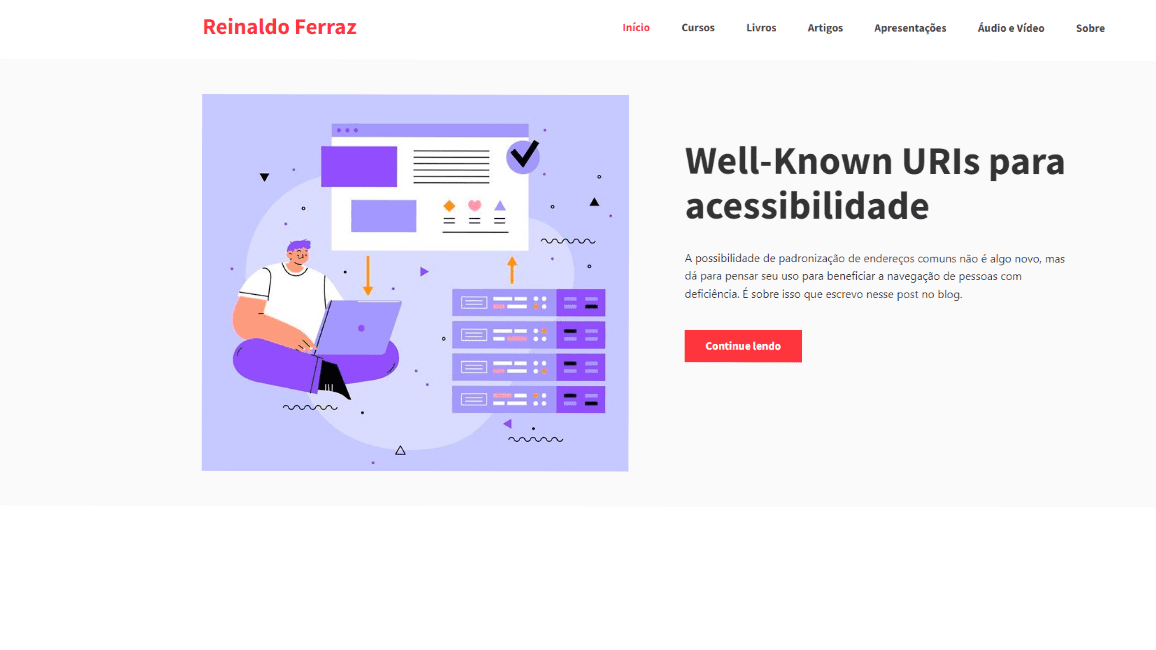 Reinaldo Ferraz
Início Cursos Livros Artigos Apresentações Áudio e Vídeo Sobre
Well-Known URIs para
acessibilidade
A possibilidade de padronização de endereços comuns não é algo novo, mas
dá para pensar seu uso para beneficiar a navegação de pessoas com
deficiência. É sobre isso que escrevo nesse post no blog.
Continue lendo